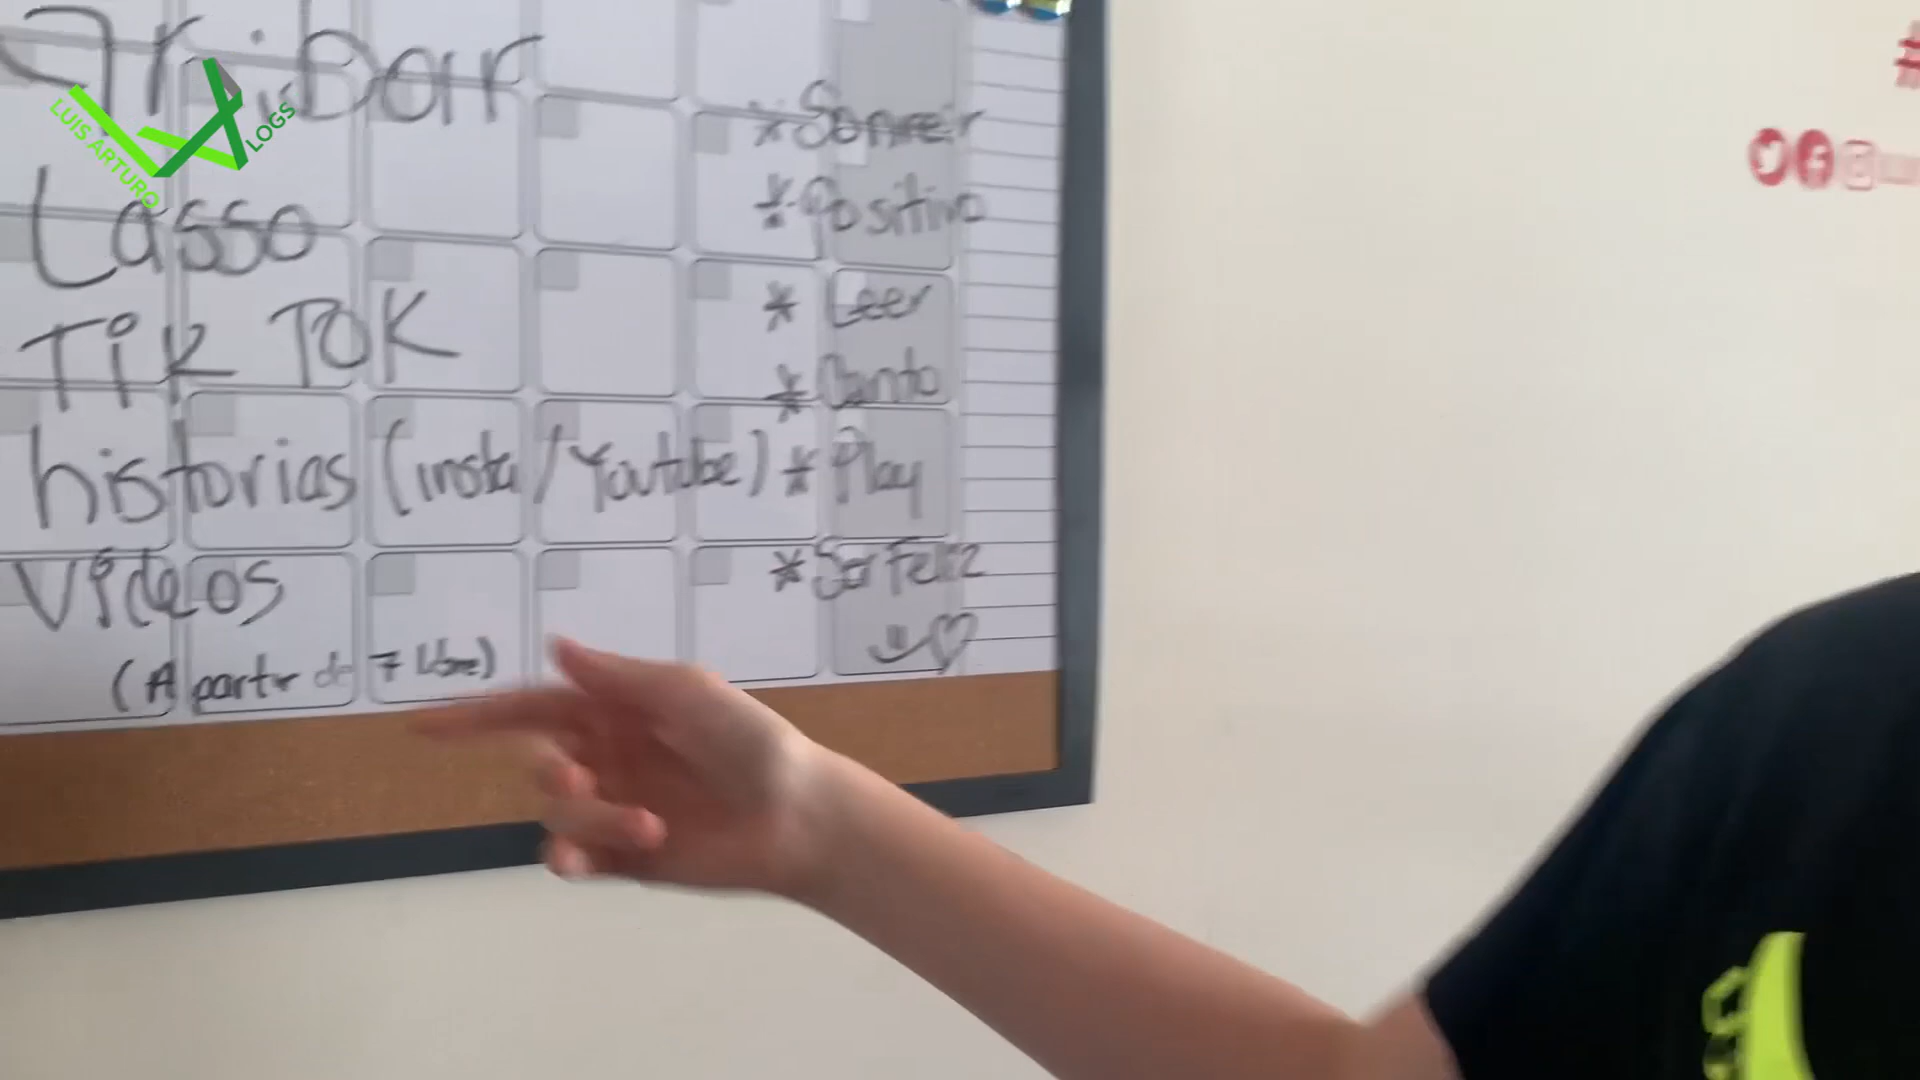 LUIS ARTURO
LOGS
Lasso
Tik TOK
historias (insta/Youtube)
Videos
(A partir de 7 libre)
* Sonreir
* Positivo
* Leer
* Canto
* Play
* Ser Feliz
#